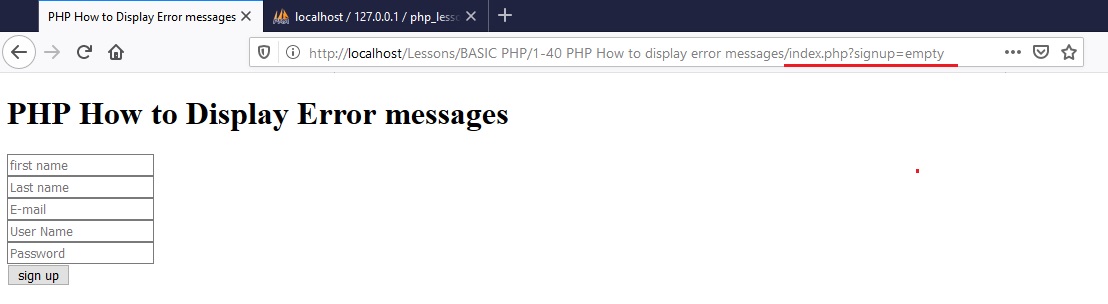 PHP How to Display Error messages
localhost / 127.0.0.1 / php_less
http://localhost/Lessons/BASIC PHP/1-40 PHP How to display error messages/index.php?signup=empty
PHP How to Display Error messages
first name
Last name
E-mail
User Name
Password
sign up